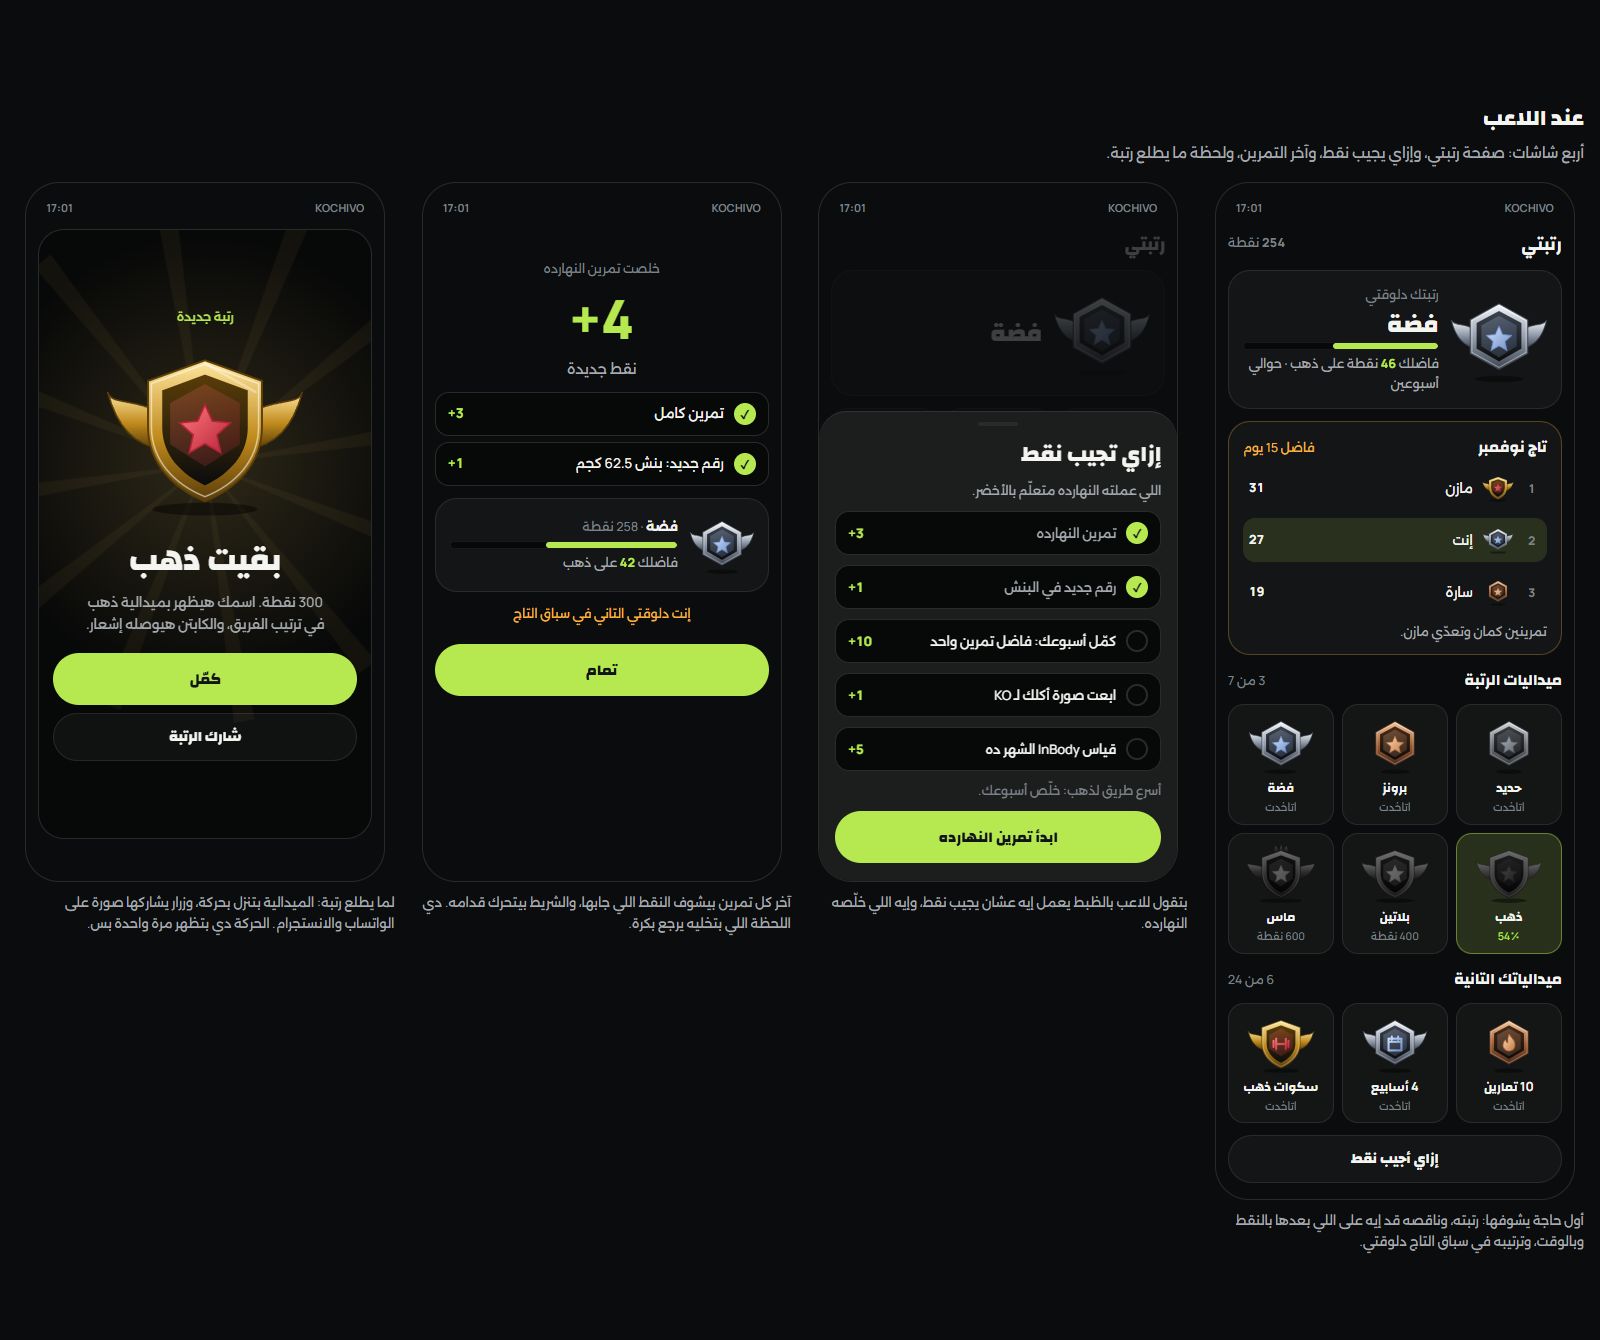 عند اللاعب
أربع شاشات: صفحة رتبتي، وإزاي يجيب نقط، وآخر التمرين، ولحظة ما يطلع رتبة.
KOCHIVO
17:01
رتبتي
254 نقطة
رتبتك دلوقتي
فضة
فاضلك 46 نقطة على ذهب · حوالي
أسبوعين
تاج نوفمبر
فاضل 15 يوم
1 مازن 31
2 إنت 27
3 سارة 19
تمرينين كمان وتعدّي مازن.
ميداليات الرتبة
3 من 7
حديد
اتاخدت
برونز
اتاخدت
فضة
اتاخدت
ذهب
54٪
بلاتين
400 نقطة
ماس
600 نقطة
ميدالياتك التانية
6 من 24
10 تمارين
اتاخدت
4 أسابيع
اتاخدت
سكوات ذهب
اتاخدت
إزاي أجيب نقط
أول حاجة يشوفها: رتبته، وناقصه قد إيه على اللي بعدها بالنقط
وبالوقت، وترتيبه في سباق التاج دلوقتي.
KOCHIVO
17:01
رتبتي
فضة
إزاي تجيب نقط
اللي عملته النهارده متعلّم بالأخضر.
تمرين النهارده
+3
رقم جديد في البنش
+1
كمّل أسبوعك: فاضل تمرين واحد
+10
ابعت صورة أكلك لـ KO
+1
قياس InBody الشهر ده
+5
أسرع طريق لذهب: خلّص أسبوعك.
ابدأ تمرين النهارده
بتقول للاعب بالظبط يعمل إيه عشان يجيب نقط، وإيه اللي خلّصه
النهارده.
KOCHIVO
17:01
خلصت تمرين النهارده
+4
نقط جديدة
تمرين كامل
+3
رقم جديد: بنش 62.5 كجم
+1
فضة · 258 نقطة
فاضلك 42 على ذهب
إنت دلوقتي التاني في سباق التاج
تمام
آخر كل تمرين بيشوف النقط اللي جابها، والشريط بيتحرك قدامه. دي
اللحظة اللي بتخليه يرجع بكرة.
KOCHIVO
17:01
رتبة جديدة
بقيت ذهب
300 نقطة. اسمك هيظهر بميدالية ذهب
في ترتيب الفريق، والكابتن هيوصله إشعار.
كمّل
شارك الرتبة
لما يطلع رتبة: الميدالية بتنزل بحركة، وزرار يشاركها صورة على
الواتساب والانستجرام. الحركة دي بتظهر مرة واحدة بس.